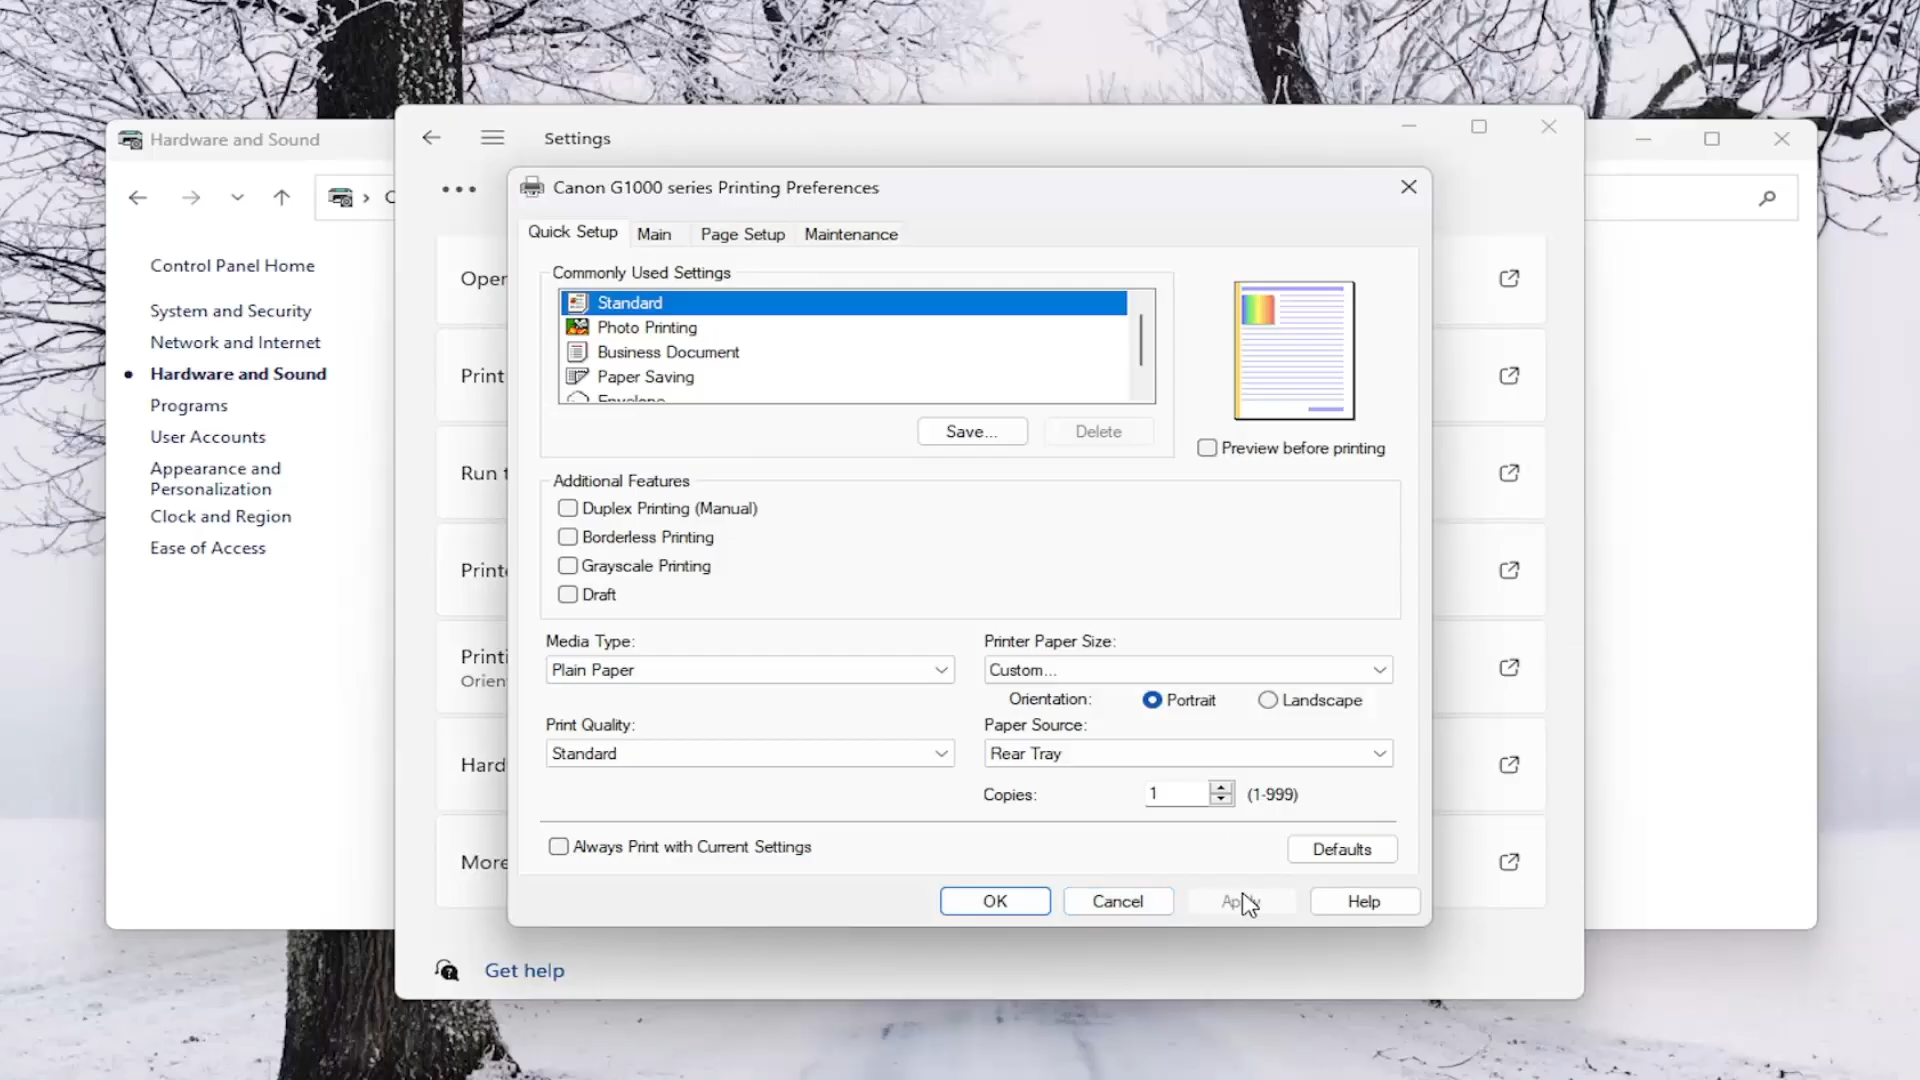 Hardware and Sound
Settings
Canon G1000 series Printing Preferences
Control Panel Home
System and Security
Network and Internet
Hardware and Sound
Programs
User Accounts
Appearance and
Personalization
Clock and Region
Ease of Access
Quick Setup Main Page Setup Maintenance
Commonly Used Settings
Standard
Photo Printing
Business Document
Paper Saving
Envelope
Save... Delete
Preview before printing
Additional Features
Duplex Printing (Manual)
Borderless Printing
Grayscale Printing
Draft
Media Type:
Plain Paper
Printer Paper Size:
Custom...
Orientation: Portrait Landscape
Print Quality:
Standard
Paper Source:
Rear Tray
Copies: 1 (1-999)
Always Print with Current Settings
Defaults
OK Cancel Apply Help
Print
More
Get help